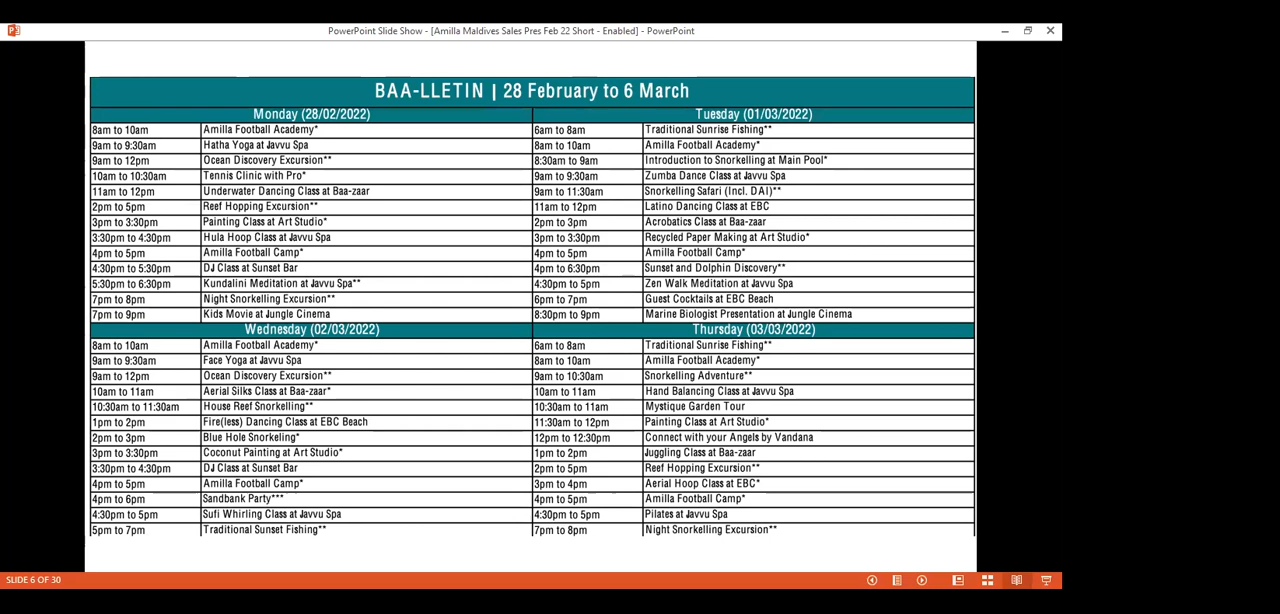 PowerPoint Slide Show - [Amilla Maldives Sales Pres Feb 22 Short - Enabled] - PowerPoint
BAA-LLETIN | 28 February to 6 March
Monday (28/02/2022)
8am to 10am Amilla Football Academy*
9am to 9:30am Hatha Yoga at Javvu Spa
9am to 12pm Ocean Discovery Excursion**
10am to 10:30am Tennis Clinic with Pro*
11am to 12pm Underwater Dancing Class at Baa-zaar
2pm to 5pm Reef Hopping Excursion**
3pm to 3:30pm Painting Class at Art Studio*
3:30pm to 4:30pm Hula Hoop Class at Javvu Spa
4pm to 5pm Amilla Football Camp*
4:30pm to 5:30pm DJ Class at Sunset Bar
5:30pm to 6:30pm Kundalini Meditation at Javvu Spa**
7pm to 8pm Night Snorkelling Excursion**
7pm to 9pm Kids Movie at Jungle Cinema
Tuesday (01/03/2022)
6am to 8am Traditional Sunrise Fishing**
8am to 10am Amilla Football Academy*
8:30am to 9am Introduction to Snorkelling at Main Pool*
9am to 9:30am Zumba Dance Class at Javvu Spa
9am to 11:30am Snorkelling Safari (Incl. DAI)**
11am to 12pm Latino Dancing Class at EBC
2pm to 3pm Acrobatics Class at Baa-zaar
3pm to 3:30pm Recycled Paper Making at Art Studio*
4pm to 5pm Amilla Football Camp*
4pm to 6:30pm Sunset and Dolphin Discovery**
4:30pm to 5pm Zen Walk Meditation at Javvu Spa
6pm to 7pm Guest Cocktails at EBC Beach
8:30pm to 9pm Marine Biologist Presentation at Jungle Cinema
Wednesday (02/03/2022)
8am to 10am Amilla Football Academy*
9am to 9:30am Face Yoga at Javvu Spa
9am to 12pm Ocean Discovery Excursion**
10am to 11am Aerial Silks Class at Baa-zaar*
10:30am to 11:30am House Reef Snorkelling**
1pm to 2pm Fire(less) Dancing Class at EBC Beach
2pm to 3pm Blue Hole Snorkeling*
3pm to 3:30pm Coconut Painting at Art Studio*
3:30pm to 4:30pm DJ Class at Sunset Bar
4pm to 5pm Amilla Football Camp*
4pm to 6pm Sandbank Party***
4:30pm to 5pm Sufi Whirling Class at Javvu Spa
5pm to 7pm Traditional Sunset Fishing**
Thursday (03/03/2022)
6am to 8am Traditional Sunrise Fishing**
8am to 10am Amilla Football Academy*
9am to 10:30am Snorkelling Adventure**
10am to 11am Hand Balancing Class at Javvu Spa
10:30am to 11am Mystique Garden Tour
11:30am to 12pm Painting Class at Art Studio*
12pm to 12:30pm Connect with your Angels by Vandana
1pm to 2pm Juggling Class at Baa-zaar
2pm to 5pm Reef Hopping Excursion**
3pm to 4pm Aerial Hoop Class at EBC*
4pm to 5pm Amilla Football Camp*
4:30pm to 5pm Pilates at Javvu Spa
7pm to 8pm Night Snorkelling Excursion**
SLIDE 6 OF 30